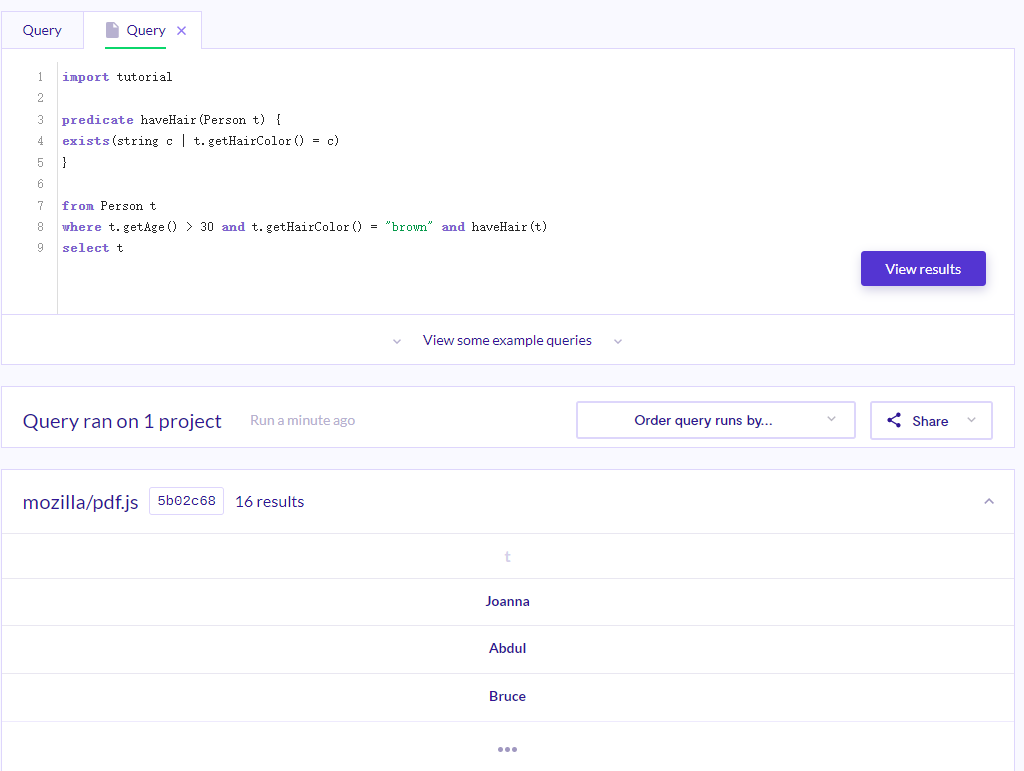 Query
Query ×
1 import tutorial
2
3 predicate haveHair(Person t) {
4 exists(string c | t.getHairColor() = c)
5 }
6
7 from Person t
8 where t.getAge() > 30 and t.getHairColor() = "brown" and haveHair(t)
9 select t
View results
View some example queries
Query ran on 1 project Run a minute ago Order query runs by... Share
mozilla/pdf.js 5b02c68 16 results
t
Joanna
Abdul
Bruce
•••